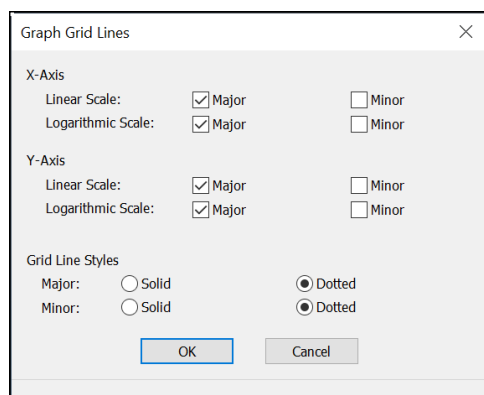 Graph Grid Lines
X-Axis
Linear Scale: Major Minor
Logarithmic Scale: Major Minor
Y-Axis
Linear Scale: Major Minor
Logarithmic Scale: Major Minor
Grid Line Styles
Major: Solid Dotted
Minor: Solid Dotted
OK Cancel